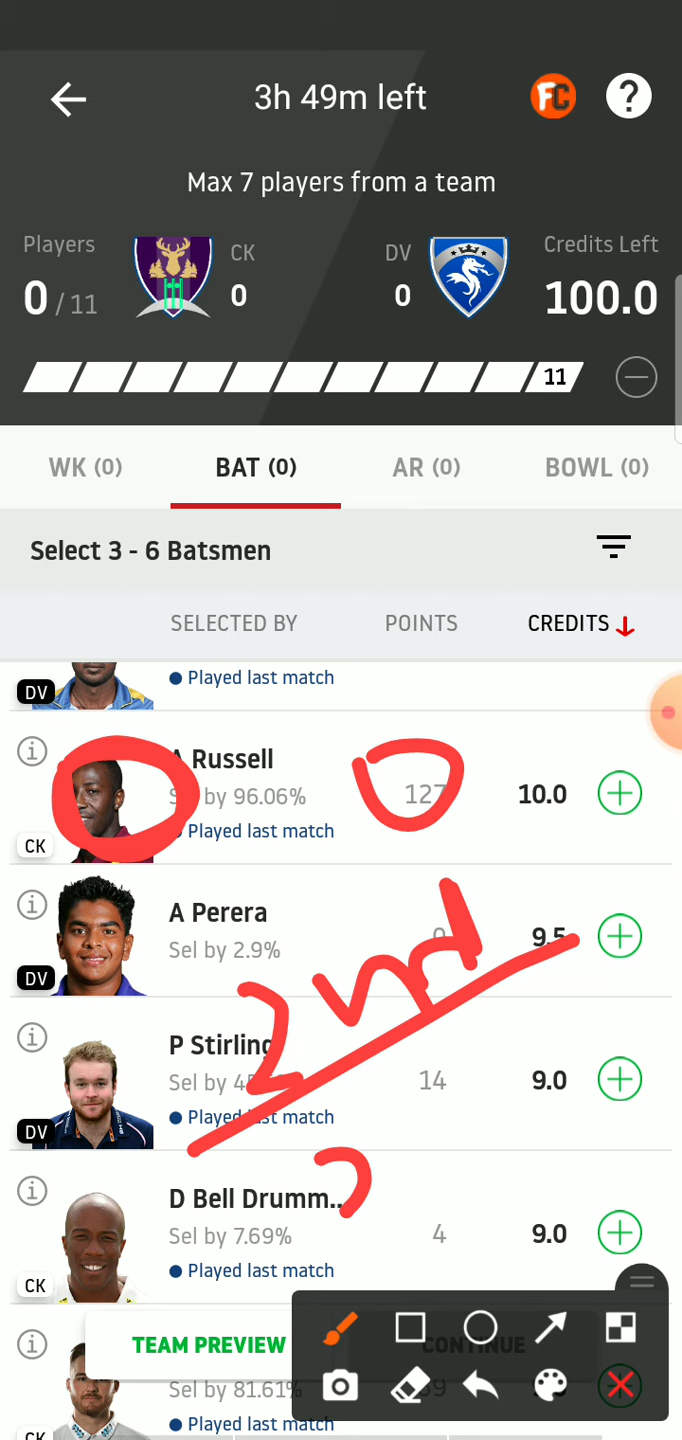 3h 49m left
FC ?
Max 7 players from a team
Players CK DV Credits Left
0 / 11 0 0 100.0
11
WK (0) BAT (0) AR (0) BOWL (0)
Select 3 - 6 Batsmen
SELECTED BY POINTS CREDITS
DV
Played last match
A Russell
by 96.06% 127 10.0
CK
Played last match
A Perera
Sel by 2.9% 9.5
DV
2nd
P Stirling
Sel by 14 9.0
DV
Played last match
D Bell Drumm..
Sel by 7.69% 4 9.0
CK
Played last match
TEAM PREVIEW CONTINUE
Sel by 81.61%
CK
Played last match